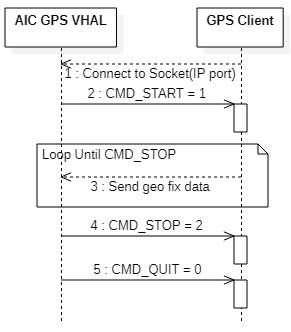 AIC GPS VHAL
GPS Client
1 : Connect to Socket(IP port)
2 : CMD_START = 1
Loop Until CMD_STOP
3 : Send geo fix data
4 : CMD_STOP = 2
5 : CMD_QUIT = 0